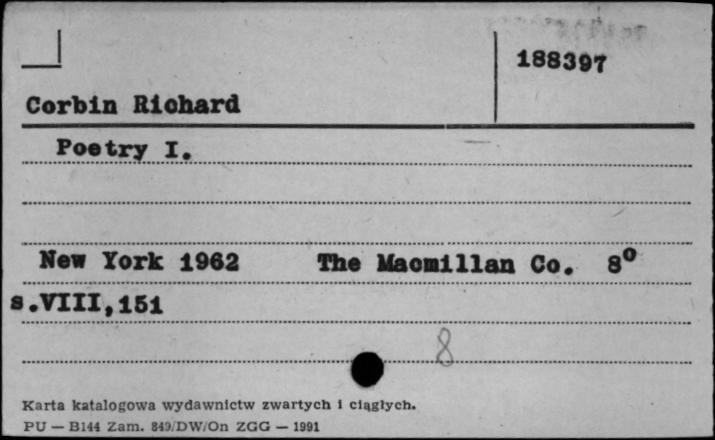 188397
Corbin Richard
Poetry I.
New York 1962 The Macmillan Co. 8°
s.VIII,151
8
Karta katalogowa wydawnictw zwartych i ciągłych.
PU — B144 Zam. 849/DW/On ZGG — 1991